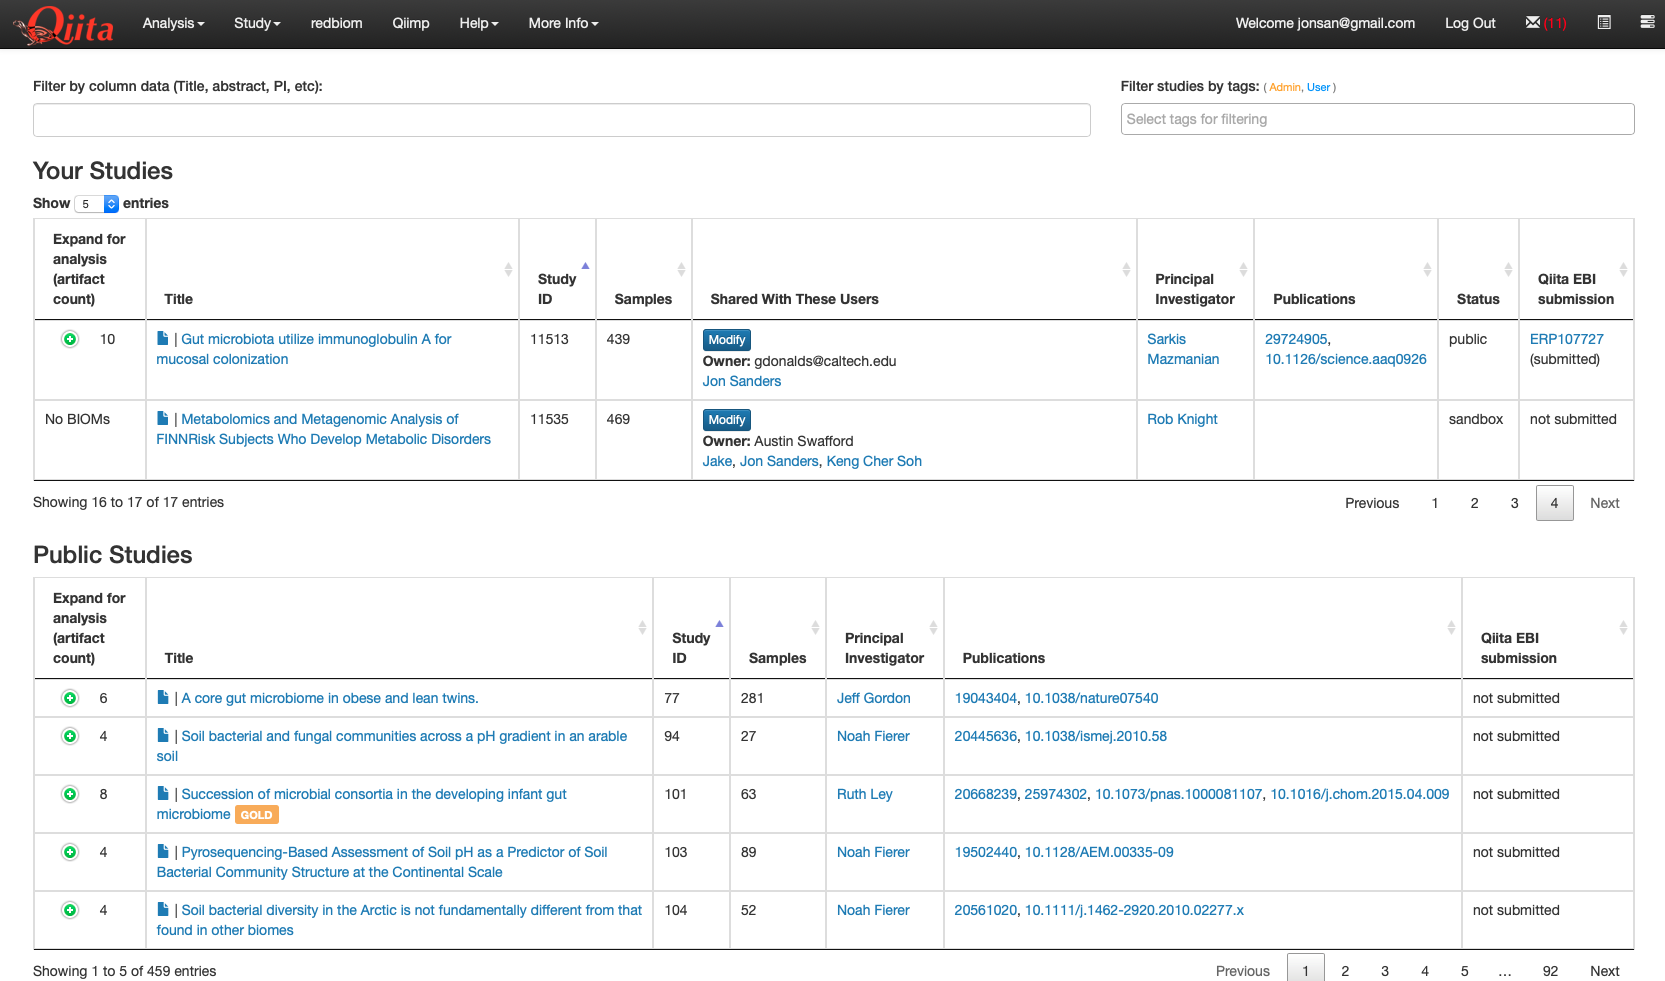 Qiita Analysis Study redbiom Qiimp Help More Info Welcome jonsan@gmail.com Log Out (11)
Filter by column data (Title, abstract, PI, etc):
Filter studies by tags: ( Admin, User )
Select tags for filtering
Your Studies
Show 5 entries
Expand for analysis (artifact count) Title Study ID Samples Shared With These Users Principal Investigator Publications Status Qiita EBI submission
10 | Gut microbiota utilize immunoglobulin A for 11513 439 Modify Sarkis 29724905, public ERP107727
mucosal colonization Owner: gdonalds@caltech.edu Mazmanian 10.1126/science.aaq0926 (submitted)
Jon Sanders
No BIOMs | Metabolomics and Metagenomic Analysis of 11535 469 Modify Rob Knight sandbox not submitted
FINNRisk Subjects Who Develop Metabolic Disorders Owner: Austin Swafford
Jake, Jon Sanders, Keng Cher Soh
Showing 16 to 17 of 17 entries Previous 1 2 3 4 Next
Public Studies
Expand for analysis (artifact count) Title Study ID Samples Principal Investigator Publications Qiita EBI submission
6 | A core gut microbiome in obese and lean twins. 77 281 Jeff Gordon 19043404, 10.1038/nature07540 not submitted
4 | Soil bacterial and fungal communities across a pH gradient in an arable 94 27 Noah Fierer 20445636, 10.1038/ismej.2010.58 not submitted
soil
8 | Succession of microbial consortia in the developing infant gut 101 63 Ruth Ley 20668239, 25974302, 10.1073/pnas.1000081107, 10.1016/j.chom.2015.04.009 not submitted
microbiome GOLD
4 | Pyrosequencing-Based Assessment of Soil pH as a Predictor of Soil 103 89 Noah Fierer 19502440, 10.1128/AEM.00335-09 not submitted
Bacterial Community Structure at the Continental Scale
4 | Soil bacterial diversity in the Arctic is not fundamentally different from that 104 52 Noah Fierer 20561020, 10.1111/j.1462-2920.2010.02277.x not submitted
found in other biomes
Showing 1 to 5 of 459 entries Previous 1 2 3 4 5 … 92 Next